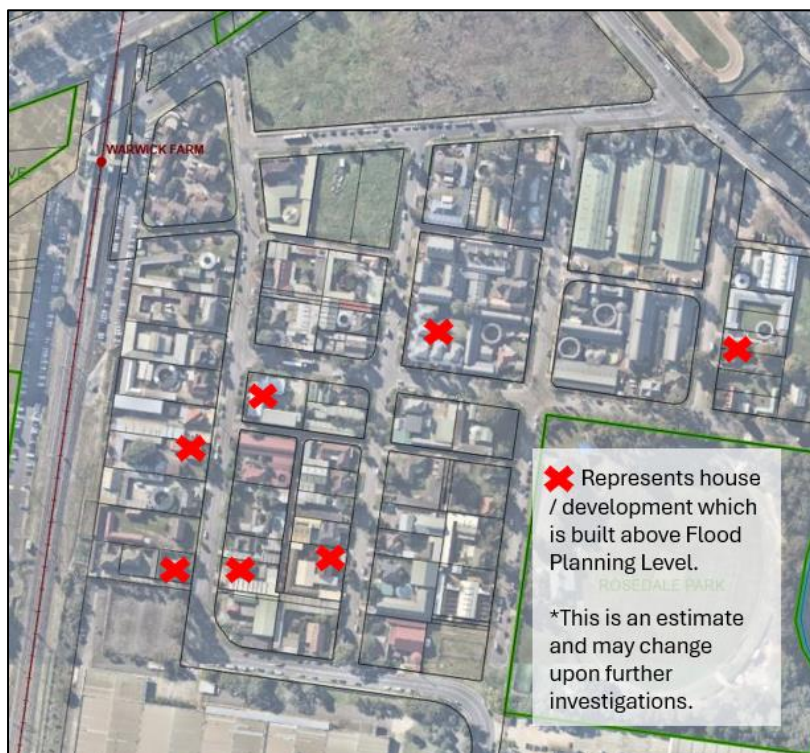 WARWICK FARM
VE
Represents house
/ development which
is built above Flood
Planning Level.
ROSEDALE PARK
*This is an estimate
and may change
upon further
investigations.